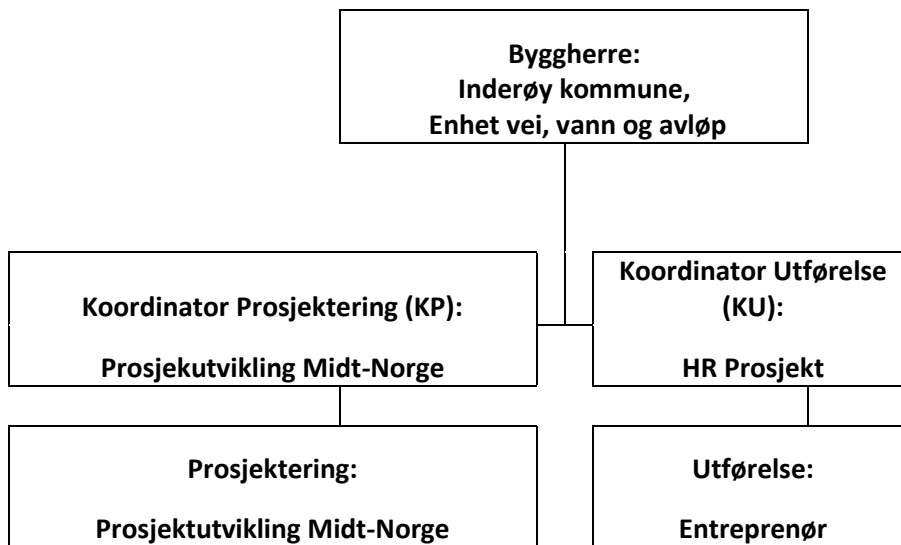 Byggherre:
Inderøy kommune,
Enhet vei, vann og avløp
Koordinator Prosjektering (KP):
Prosjekutvikling Midt-Norge
Koordinator Utførelse
(KU):
HR Prosjekt
Prosjektering:
Prosjektutvikling Midt-Norge
Utførelse:
Entreprenør